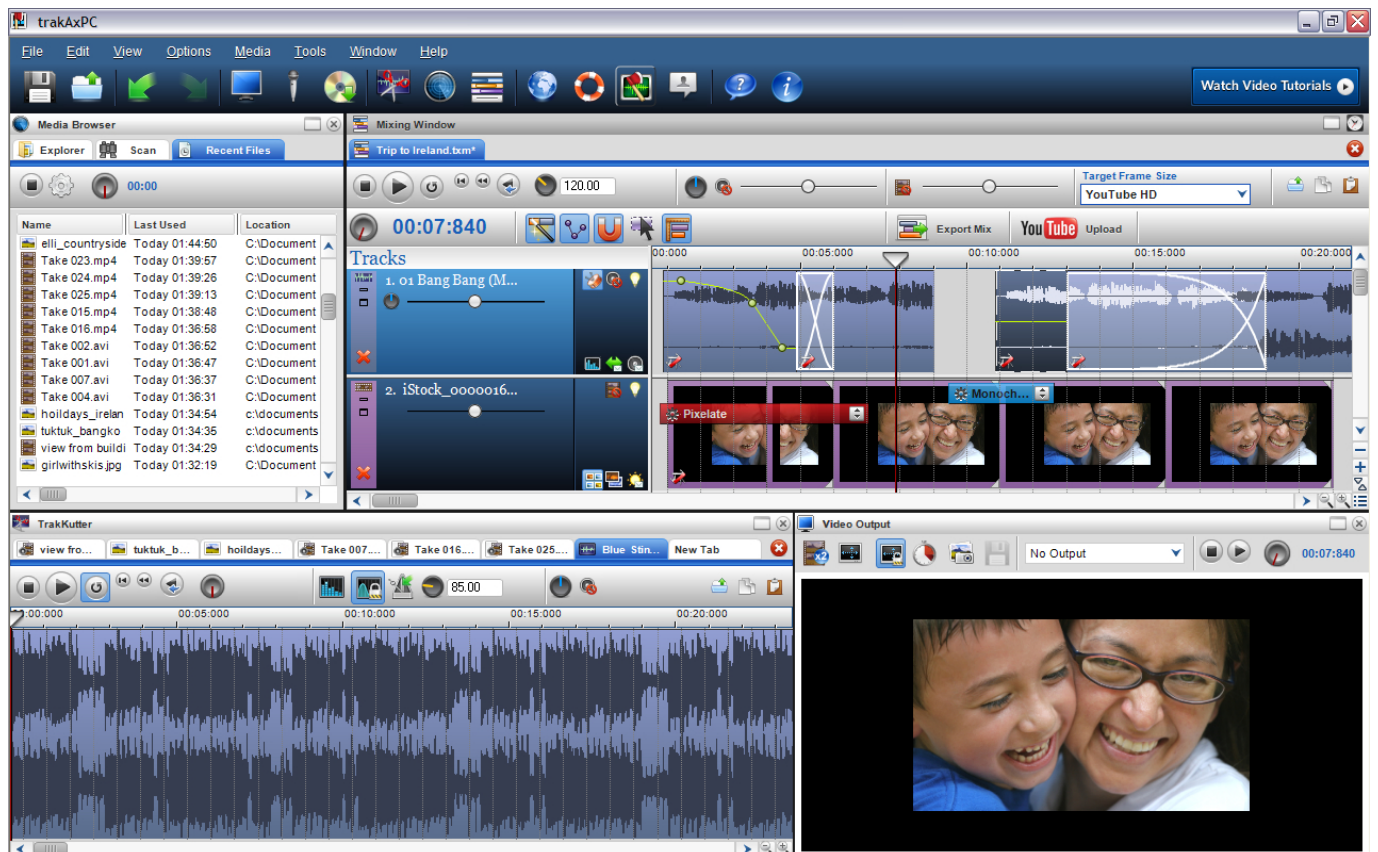 trakAxPC
File Edit View Options Media Tools Window Help
Watch Video Tutorials
Media Browser
Explorer Scan Recent Files
00:00
Name Last Used Location
elli_countryside Today 01:44:50 C:\Document
Take 023.mp4 Today 01:39:57 C:\Document
Take 024.mp4 Today 01:39:26 C:\Document
Take 025.mp4 Today 01:39:13 C:\Document
Take 015.mp4 Today 01:38:48 C:\Document
Take 016.mp4 Today 01:36:58 C:\Document
Take 002.avi Today 01:36:52 C:\Document
Take 001.avi Today 01:36:47 C:\Document
Take 007.avi Today 01:36:37 C:\Document
Take 004.avi Today 01:36:31 C:\Document
hoildays_irelan Today 01:34:54 c:\documents
tuktuk_bangko Today 01:34:35 c:\documents
view from buildi Today 01:34:29 c:\documents
girlwithskis.jpg Today 01:32:19 C:\Document
Mixing Window
Trip to Ireland.txm*
120.00
Target Frame Size
YouTube HD
00:07:840
Export Mix
YouTube Upload
Tracks
00:000 00:05:000 00:10:000 00:15:000 00:20:000
1. 01 Bang Bang (M...
2. iStock_0000016...
Monoch...
Pixelate
TrakKutter
view fro... tuktuk_b... hoildays... Take 007.... Take 016.... Take 025.... Blue Stin... New Tab
85.00
00:00:000 00:05:000 00:10:000 00:15:000 00:20:000
Video Output
x2
No Output
00:07:840